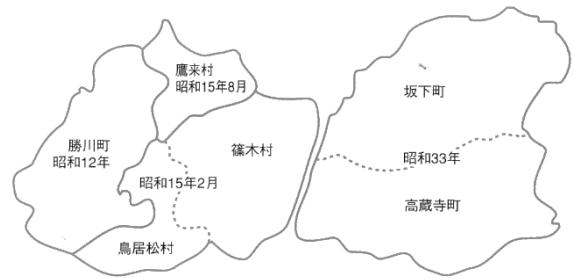 鷹来村
昭和15年8月
坂下町
勝川町
昭和12年
篠木村
昭和33年
昭和15年2月
高蔵寺町
鳥居松村